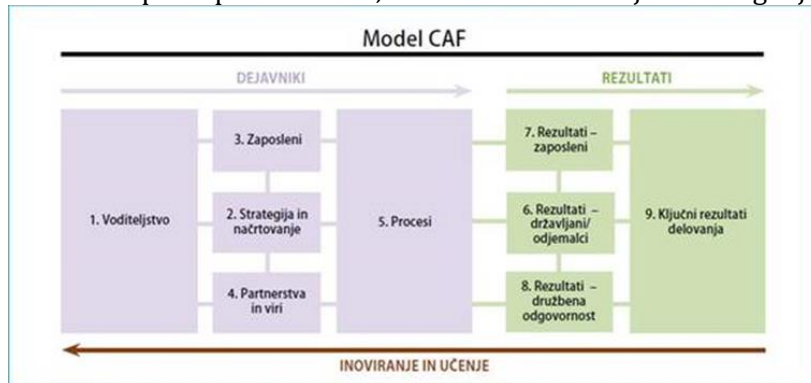 Model CAF
DEJAVNIKI
REZULTATI
1. Voditeljstvo
3. Zaposleni
2. Strategija in
načrtovanje
4. Partnerstva
in viri
5. Procesi
7. Rezultati –
zaposleni
6. Rezultati –
državljani/
odjemalci
8. Rezultati –
družbena
odgovornost
9. Ključni rezultati
delovanja
INOVIRANJE IN UČENJE